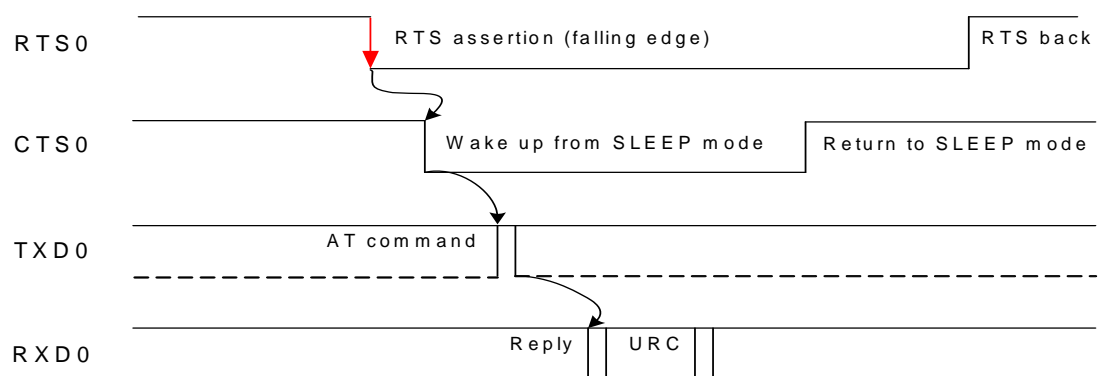 RTS0
RTS assertion (falling edge)
RTS back
CTS0
Wake up from SLEEP mode
Return to SLEEP mode
TXD0
AT command
RXD0
Reply
URC